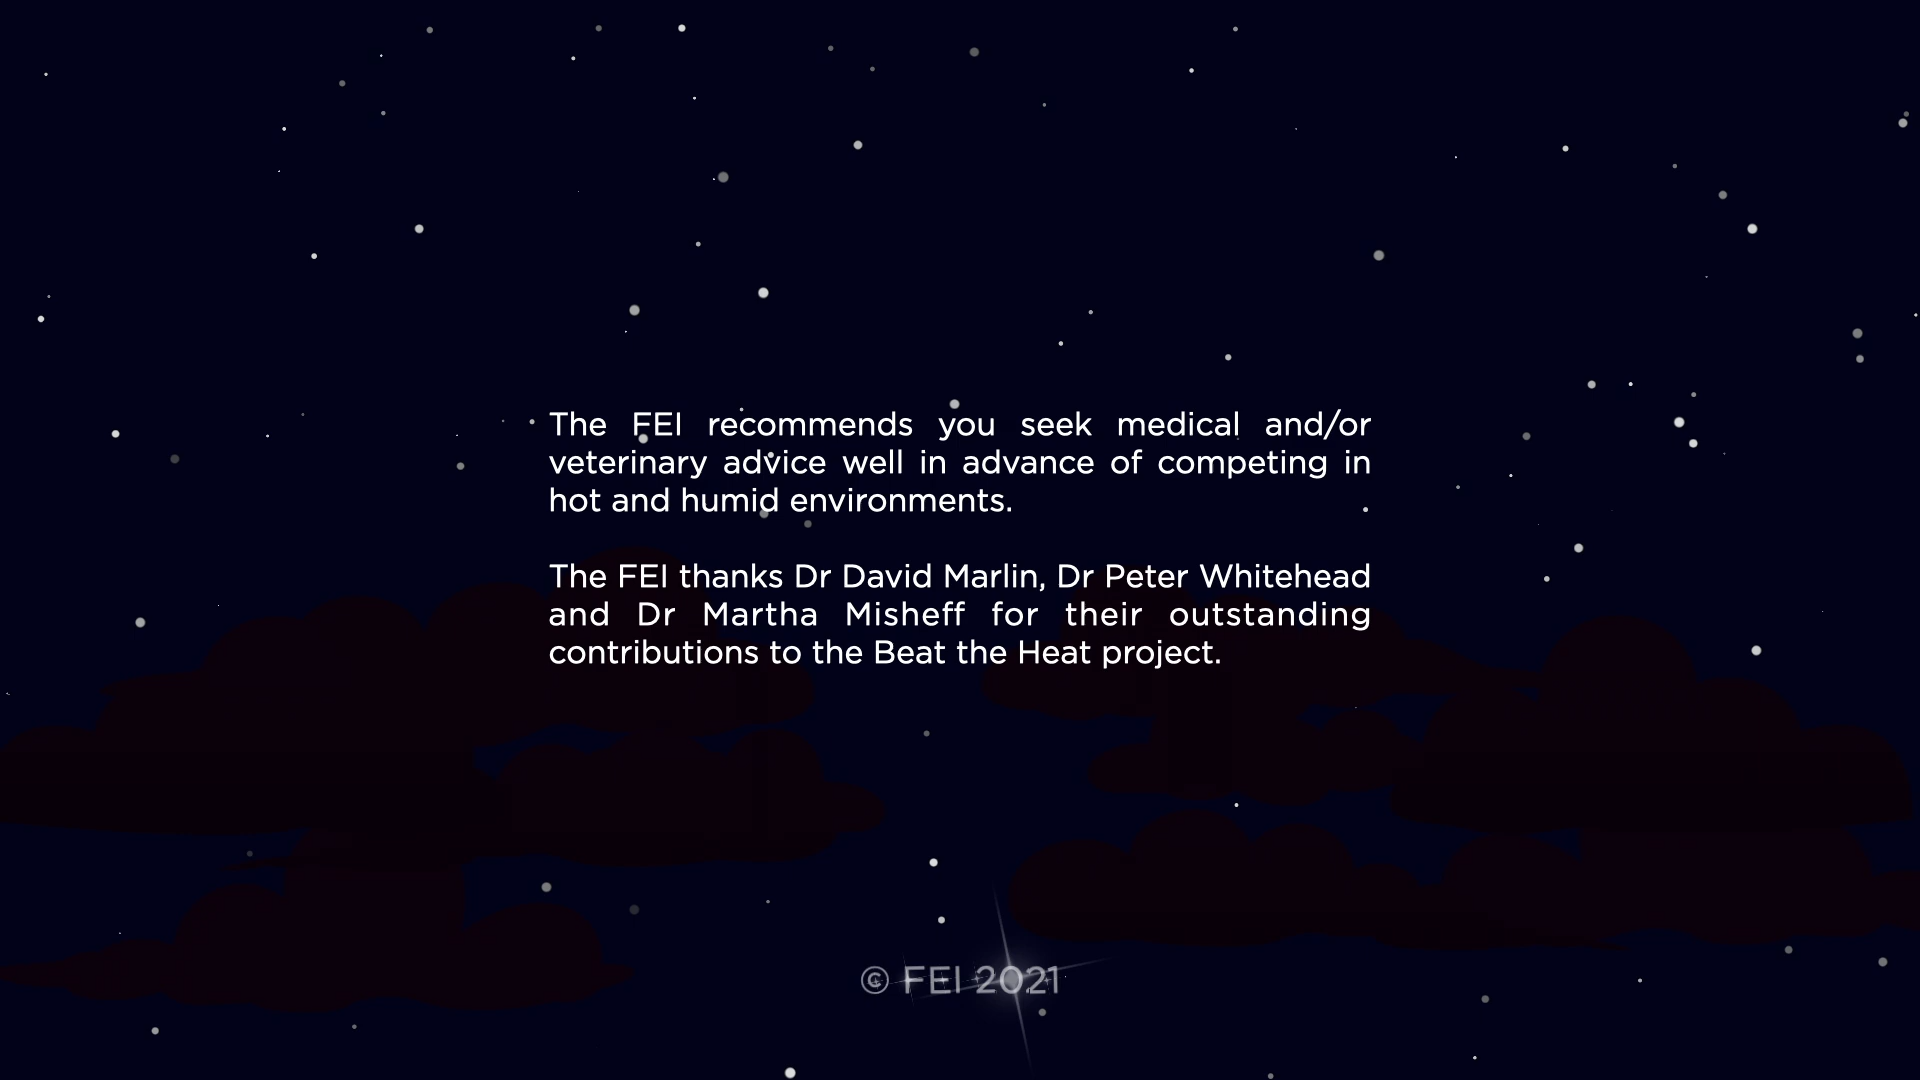 The FEI recommends you seek medical and/or
veterinary advice well in advance of competing in
hot and humid environments.
The FEI thanks Dr David Marlin, Dr Peter Whitehead
and Dr Martha Misheff for their outstanding
contributions to the Beat the Heat project.
© FEI 2021